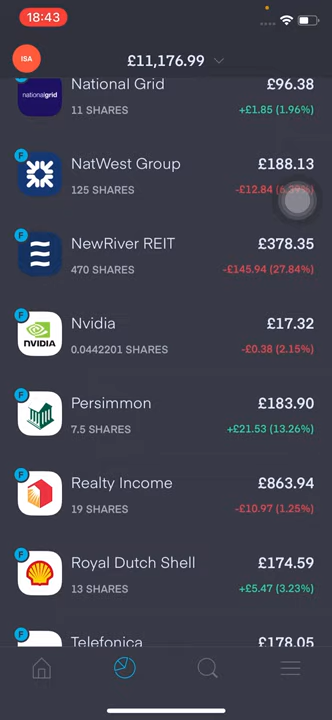 18:43
ISA
£11,176.99
nationalgrid
National Grid
£96.38
11 SHARES
+£1.85 (1.96%)
F
NatWest Group
£188.13
125 SHARES
-£12.84
F
NewRiver REIT
£378.35
470 SHARES
-£145.94 (27.84%)
F
NVIDIA
Nvidia
£17.32
0.0442201 SHARES
-£0.38 (2.15%)
F
Persimmon
£183.90
7.5 SHARES
+£21.53 (13.26%)
F
Realty Income
£863.94
19 SHARES
-£10.97 (1.25%)
F
Royal Dutch Shell
£174.59
13 SHARES
+£5.47 (3.23%)
F
Telefonica
£178.05